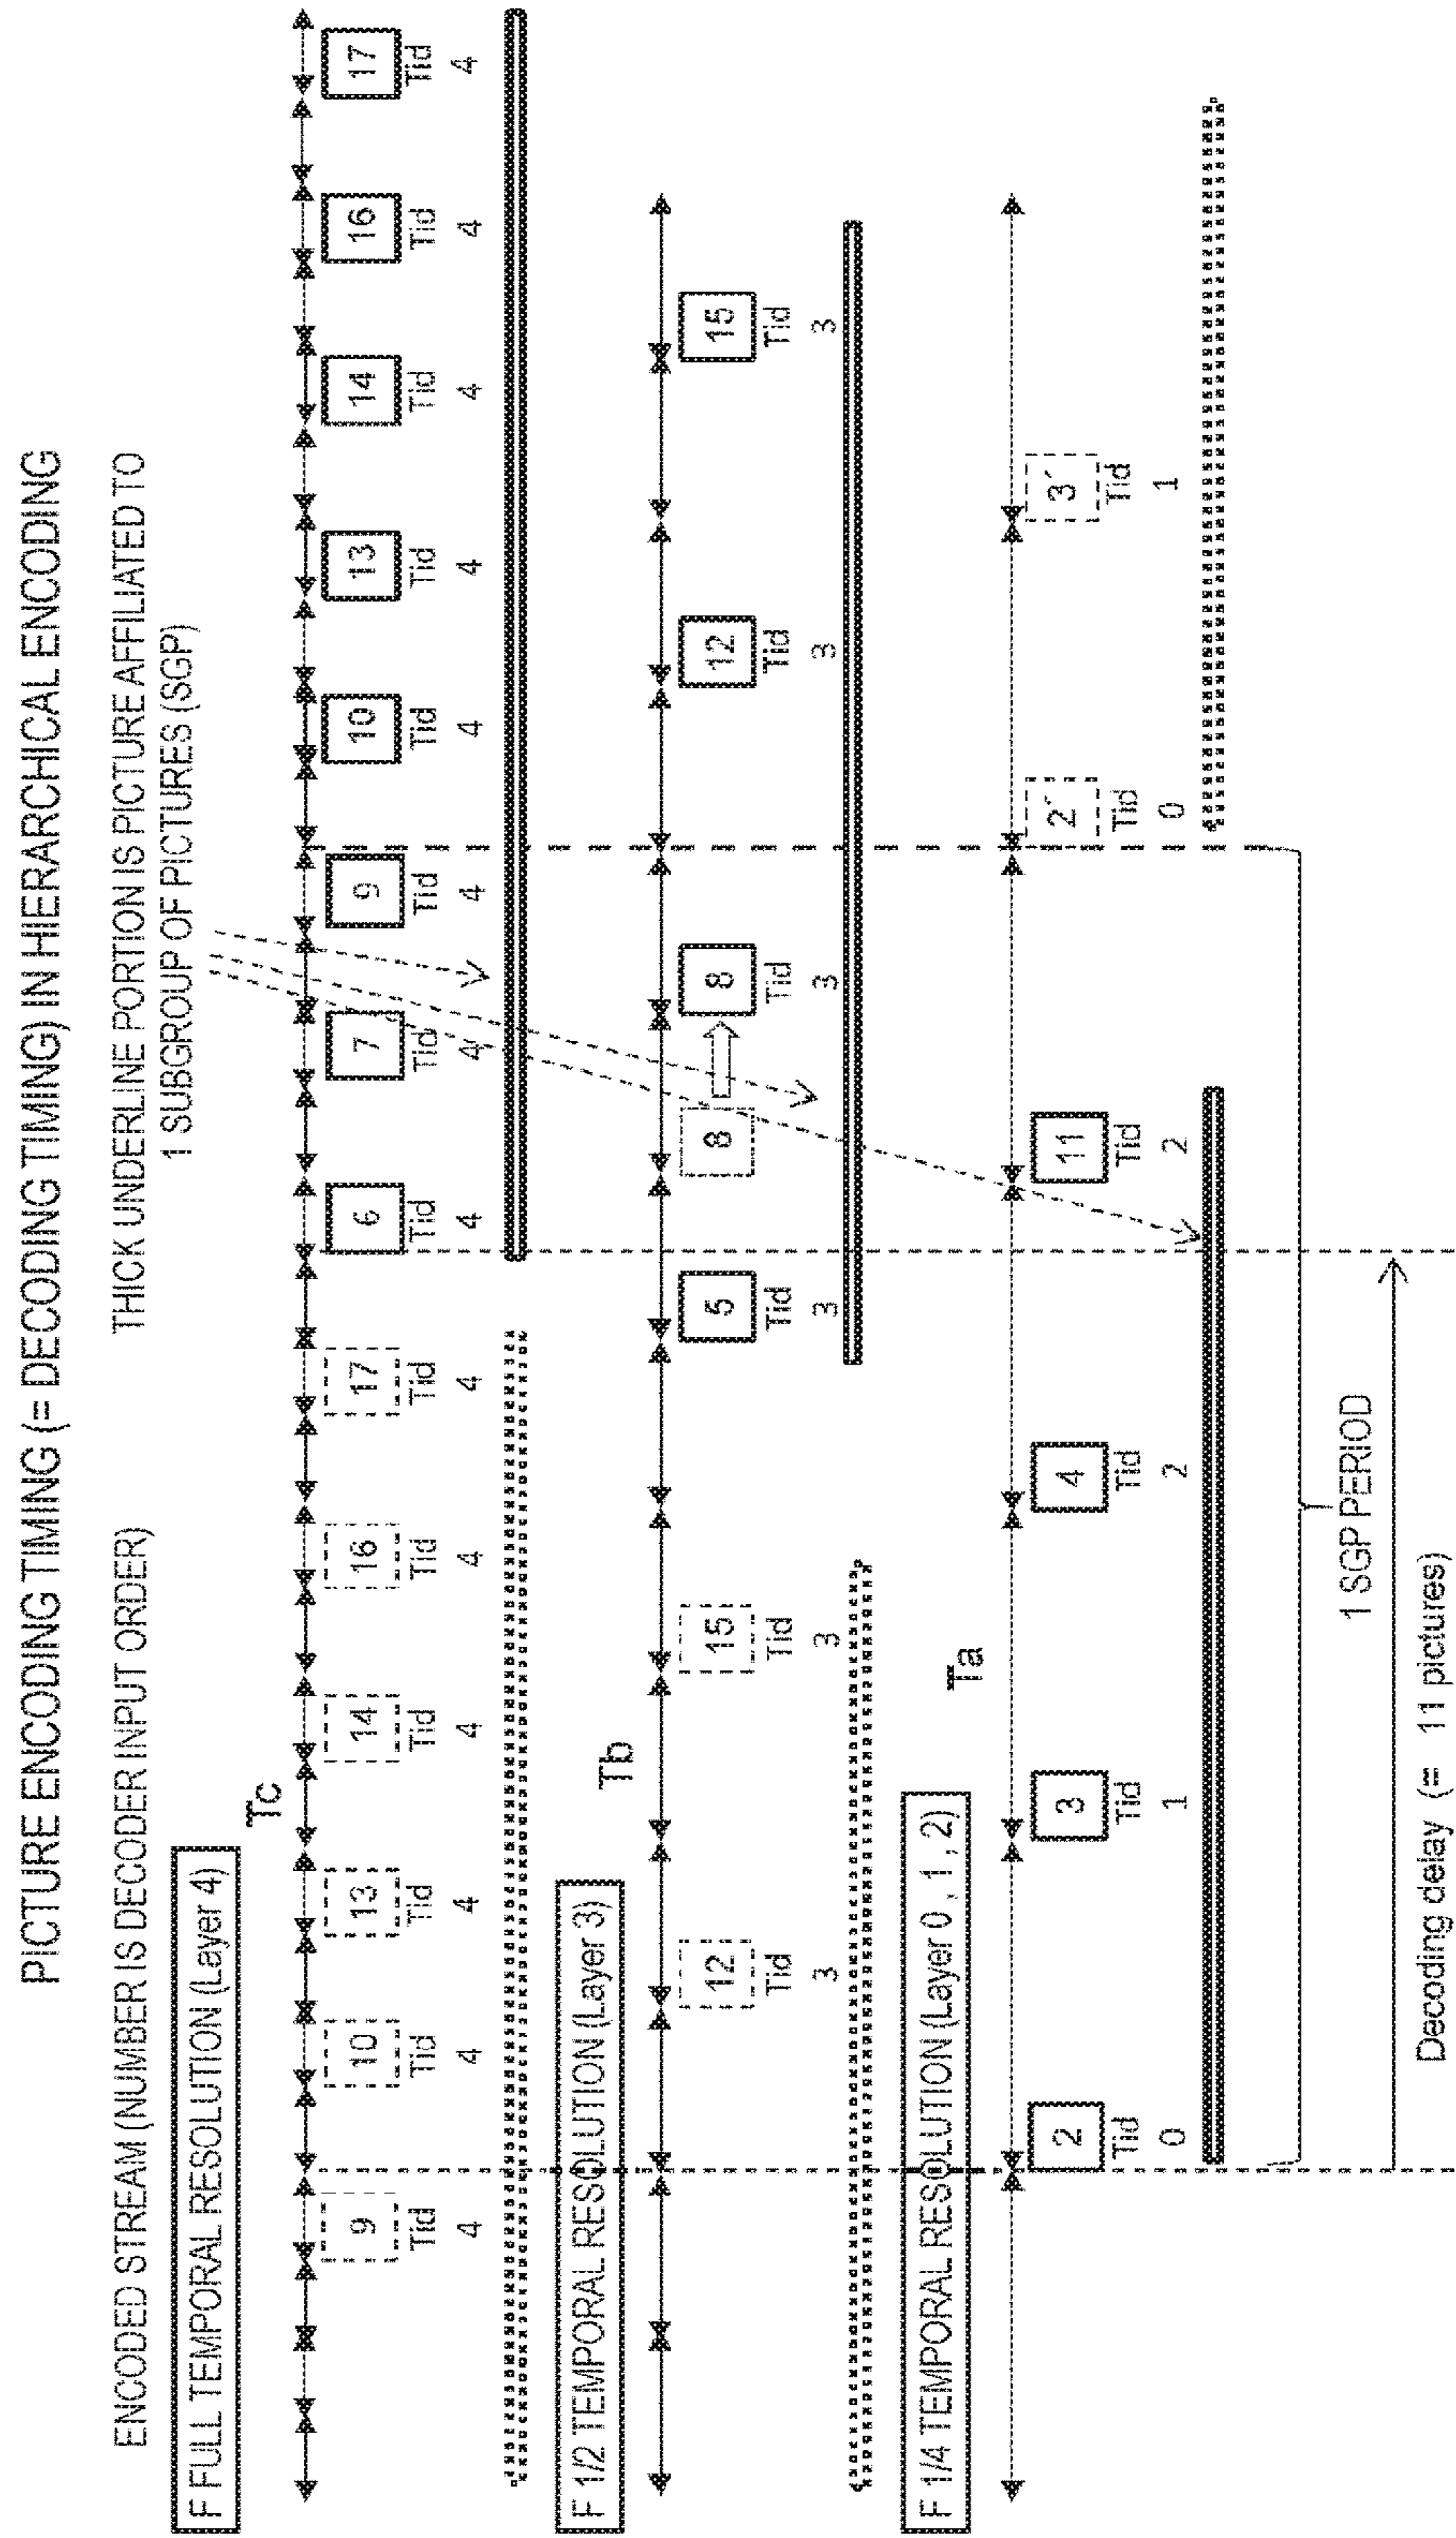 PICTURE ENCODING TIMING (= DECODING TIMING) IN HIERARCHICAL ENCODING
ENCODED STREAM (NUMBER IS DECODER INPUT ORDER)
THICK UNDERLINE PORTION IS PICTURE AFFILIATED TO
1 SUBGROUP OF PICTURES (SGP)
F FULL TEMPORAL RESOLUTION (Layer 4)
Tc
9 10 13 14 16 17 6 7 9 10 13 14 16 17
Tid Tid Tid Tid Tid Tid Tid Tid Tid Tid Tid Tid Tid Tid
4 4 4 4 4 4 4 4 4 4 4 4 4 4
F 1/2 TEMPORAL RESOLUTION (Layer 3)
Tb
12 15 5 8 8 12 15
Tid Tid Tid Tid Tid Tid
3 3 3 3 3 3
F 1/4 TEMPORAL RESOLUTION (Layer 0, 1, 2)
Ta
2 3 4 11 2´ 3´
Tid Tid Tid Tid Tid Tid
0 1 2 2 0 1
1 SGP PERIOD
Decoding delay (= 11 pictures)